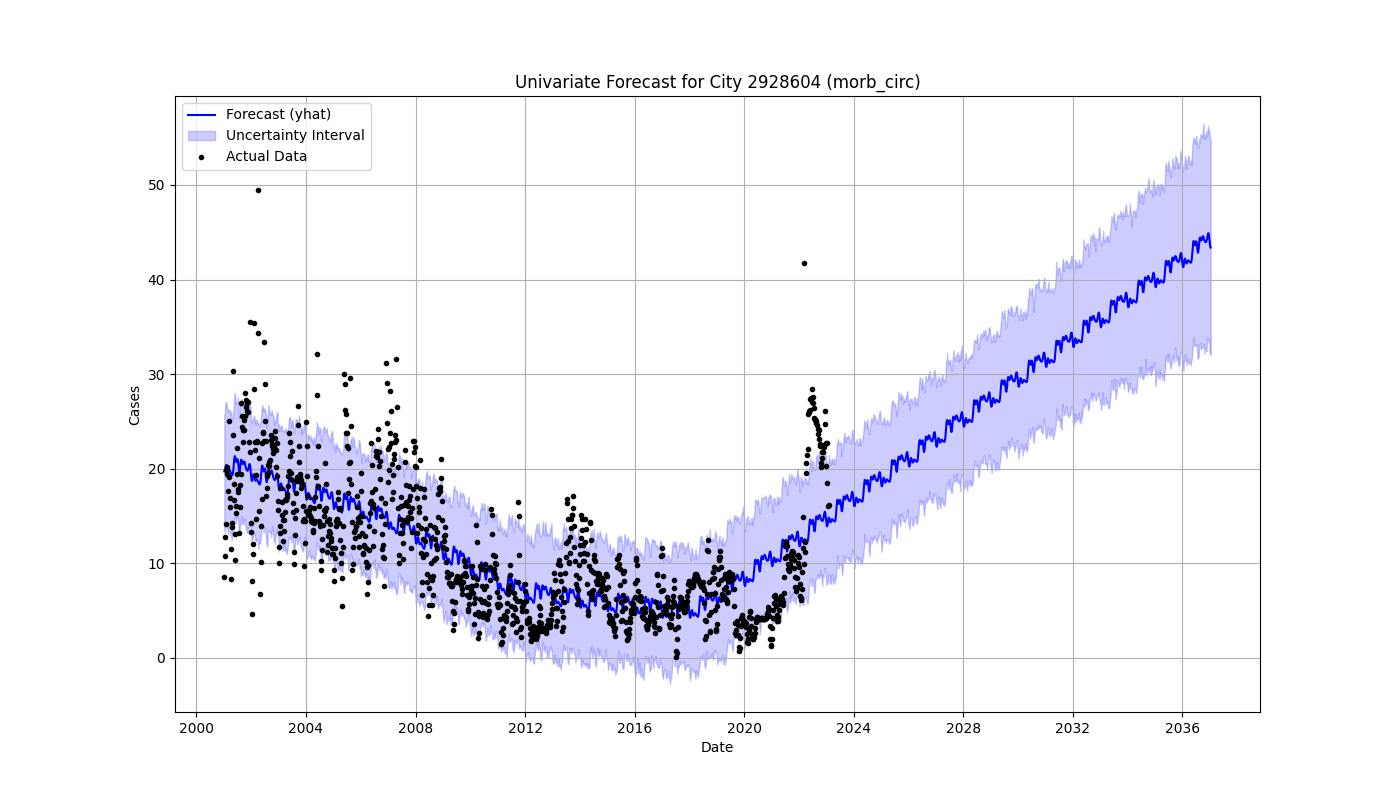 Univariate Forecast for City 2928604 (morb_circ)
Forecast (yhat)
Uncertainty Interval
Actual Data
Cases
50
40
30
20
10
0
2000 2004 2008 2012 2016 2020 2024 2028 2032 2036
Date